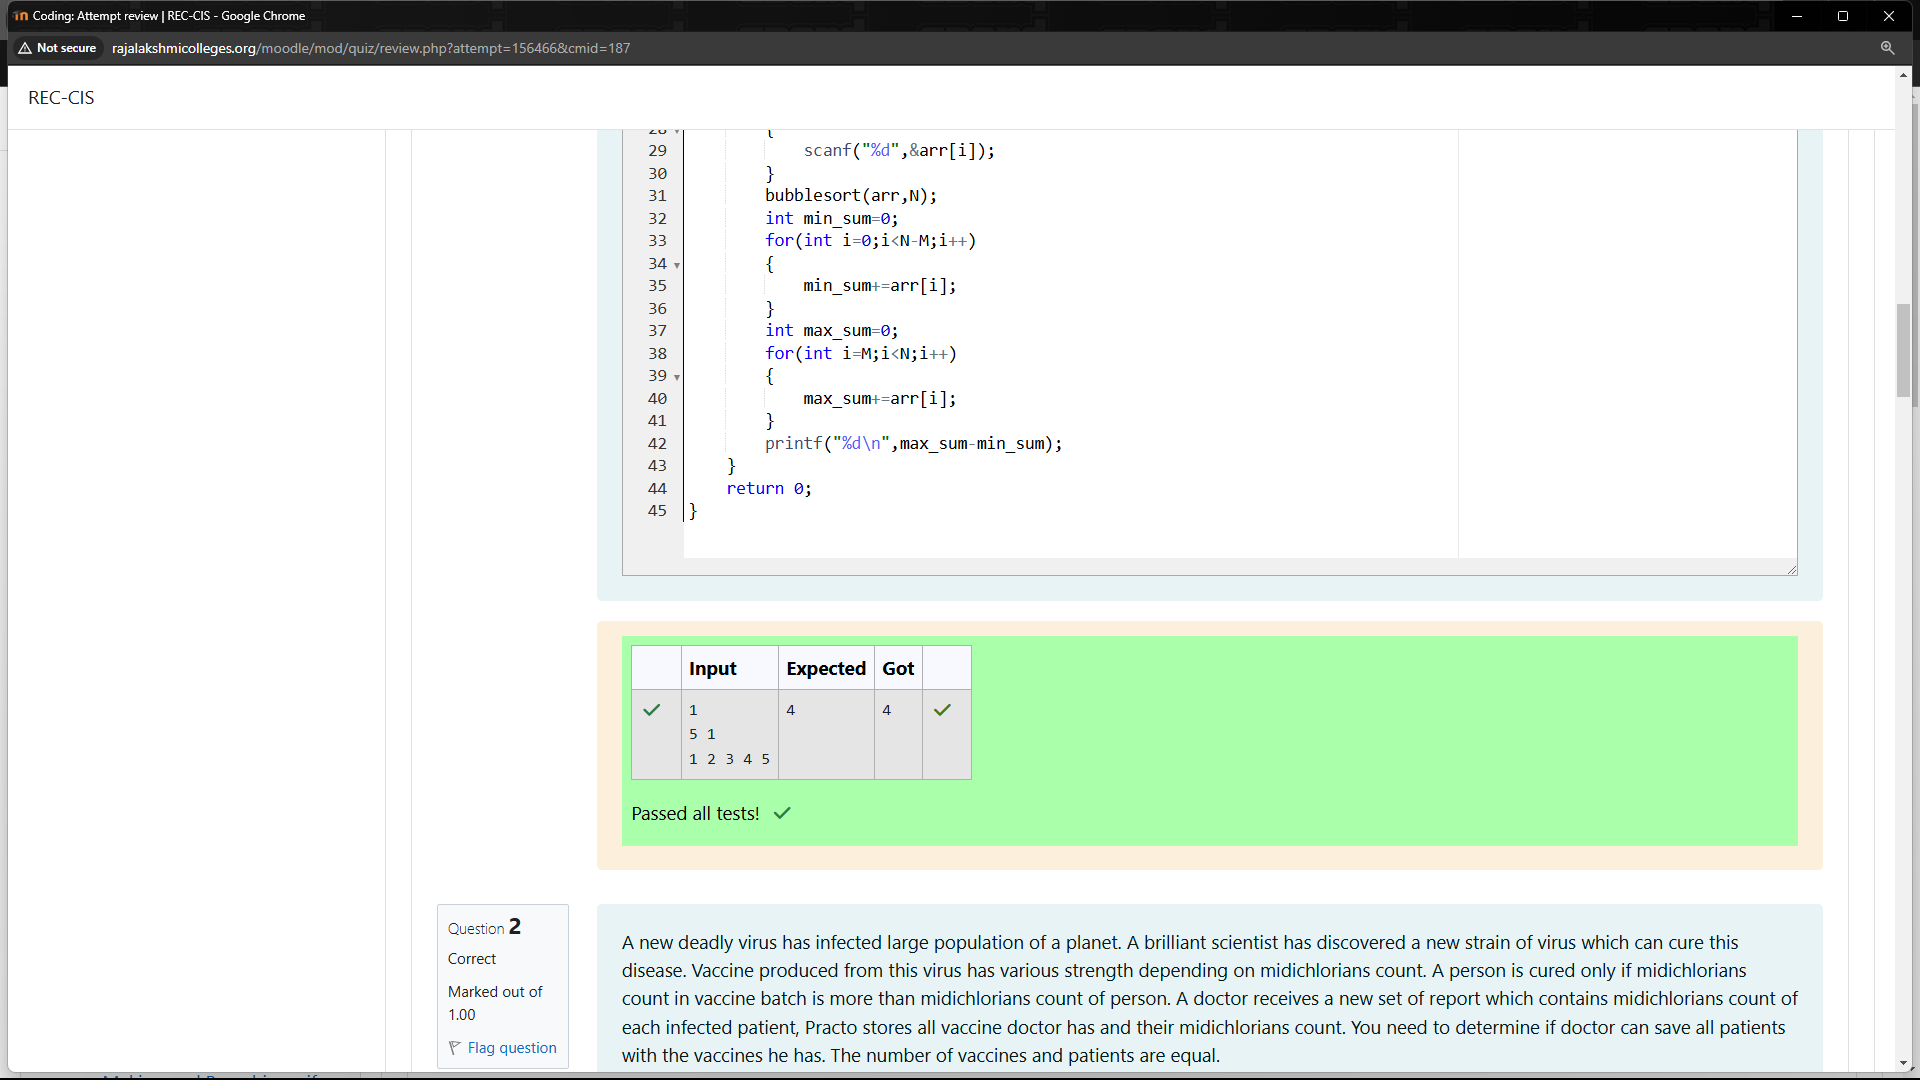 Coding: Attempt review | REC-CIS - Google Chrome
Not secure rajalakshmicolleges.org/moodle/mod/quiz/review.php?attempt=156466&cmid=187
REC-CIS
28 {
29 scanf("%d",&arr[i]);
30 }
31 bubblesort(arr,N);
32 int min_sum=0;
33 for(int i=0;i<N-M;i++)
34 {
35 min_sum+=arr[i];
36 }
37 int max_sum=0;
38 for(int i=M;i<N;i++)
39 {
40 max_sum+=arr[i];
41 }
42 printf("%d\n",max_sum-min_sum);
43 }
44 return 0;
45 }
Input Expected Got
1 4 4
5 1
1 2 3 4 5
Passed all tests!
Question 2
Correct
Marked out of
1.00
Flag question
A new deadly virus has infected large population of a planet. A brilliant scientist has discovered a new strain of virus which can cure this
disease. Vaccine produced from this virus has various strength depending on midichlorians count. A person is cured only if midichlorians
count in vaccine batch is more than midichlorians count of person. A doctor receives a new set of report which contains midichlorians count of
each infected patient, Practo stores all vaccine doctor has and their midichlorians count. You need to determine if doctor can save all patients
with the vaccines he has. The number of vaccines and patients are equal.